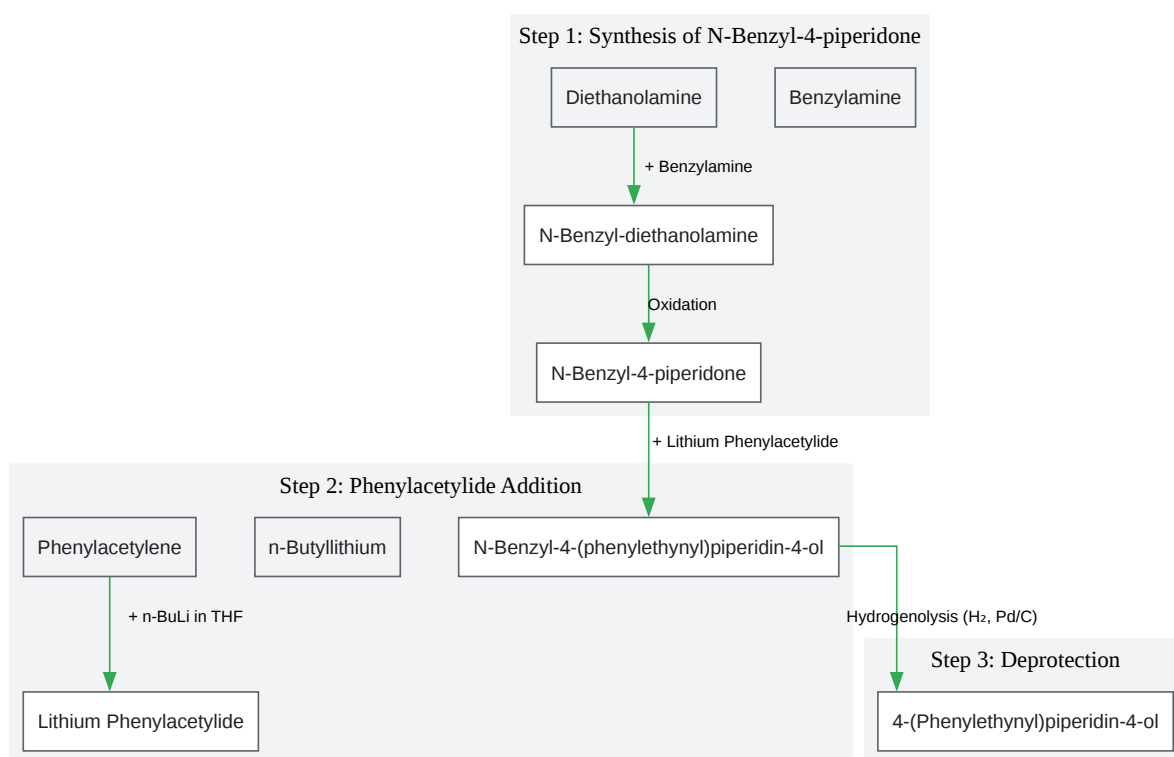 Step 1: Synthesis of N-Benzyl-4-piperidone
Diethanolamine
Benzylamine
+ Benzylamine
N-Benzyl-diethanolamine
Oxidation
N-Benzyl-4-piperidone
+ Lithium Phenylacetylide
Step 2: Phenylacetylide Addition
Phenylacetylene
n-Butyllithium
N-Benzyl-4-(phenylethynyl)piperidin-4-ol
+ n-BuLi in THF
Hydrogenolysis (H₂, Pd/C)
Step 3: Deprotection
Lithium Phenylacetylide
4-(Phenylethynyl)piperidin-4-ol